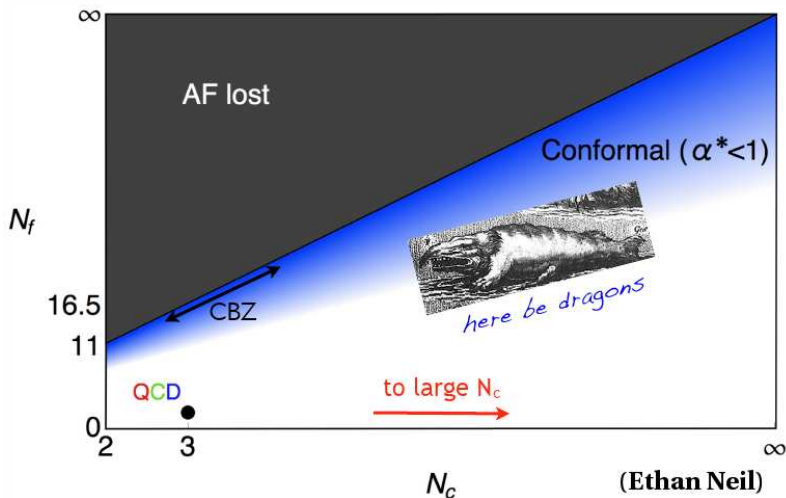 ∞
AF lost
Conformal (α*<1)
N_f
here be dragons
CBZ
16.5
11
QCD
to large N_c
0
2
3
∞
N_c
(Ethan Neil)